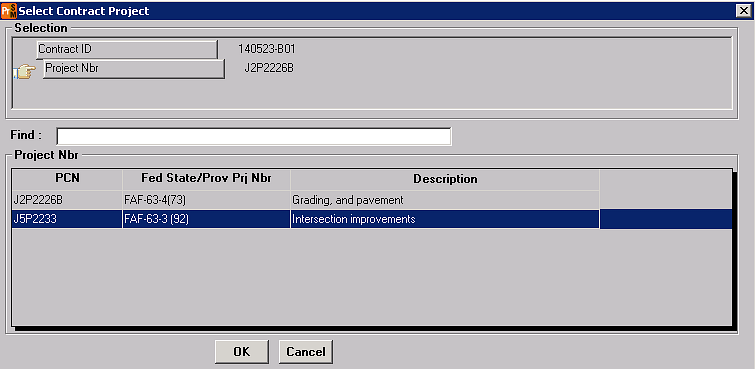 Select Contract Project
Selection
Contract ID 140523-B01
Project Nbr J2P2226B
Find :
Project Nbr
PCN Fed State/Prov Prj Nbr Description
J2P2226B FAF-63-4(73) Grading, and pavement
J5P2233 FAF-63-3 (92) Intersection improvements
OK Cancel